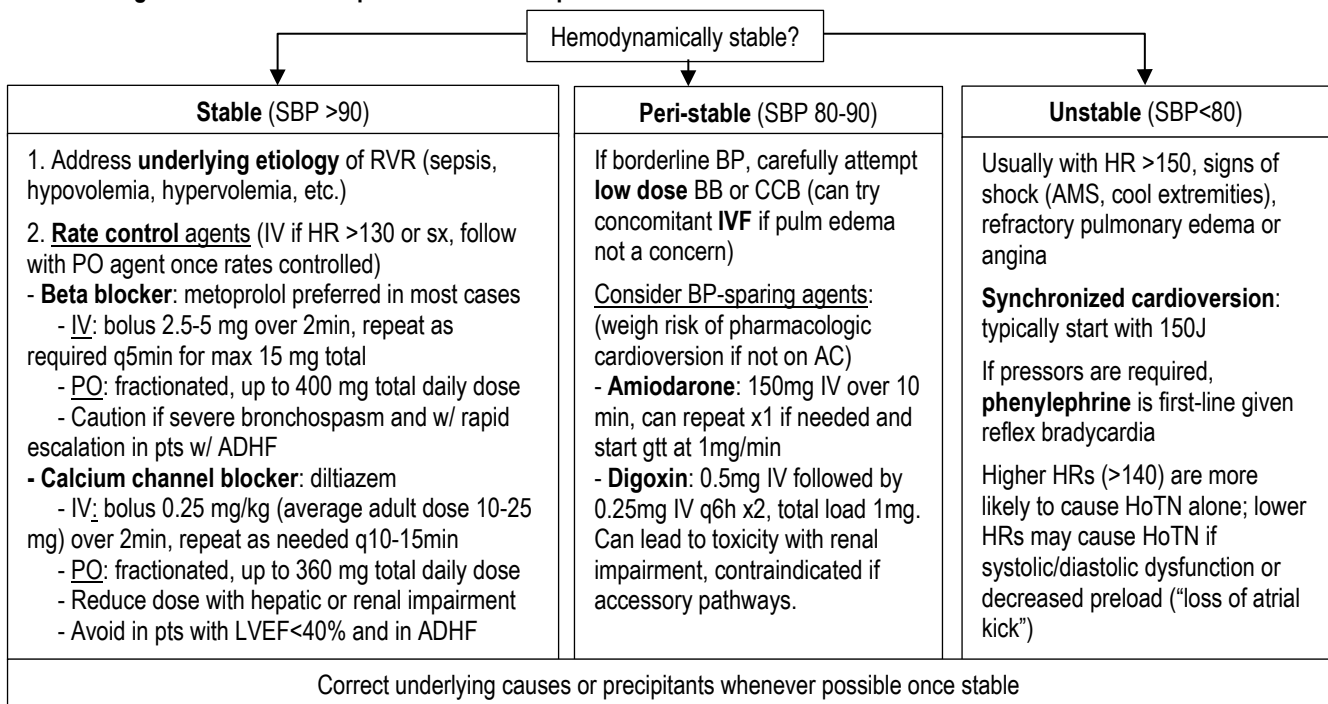 Hemodynamically stable?
Stable (SBP >90)
1. Address underlying etiology of RVR (sepsis,
hypovolemia, hypervolemia, etc.)
2. Rate control agents (IV if HR >130 or sx, follow
with PO agent once rates controlled)
- Beta blocker: metoprolol preferred in most cases
- IV: bolus 2.5-5 mg over 2min, repeat as
required q5min for max 15 mg total
- PO: fractionated, up to 400 mg total daily dose
- Caution if severe bronchospasm and w/ rapid
escalation in pts w/ ADHF
- Calcium channel blocker: diltiazem
- IV: bolus 0.25 mg/kg (average adult dose 10-25
mg) over 2min, repeat as needed q10-15min
- PO: fractionated, up to 360 mg total daily dose
- Reduce dose with hepatic or renal impairment
- Avoid in pts with LVEF<40% and in ADHF
Peri-stable (SBP 80-90)
If borderline BP, carefully attempt
low dose BB or CCB (can try
concomitant IVF if pulm edema
not a concern)
Consider BP-sparing agents:
(weigh risk of pharmacologic
cardioversion if not on AC)
- Amiodarone: 150mg IV over 10
min, can repeat x1 if needed and
start gtt at 1mg/min
- Digoxin: 0.5mg IV followed by
0.25mg IV q6h x2, total load 1mg.
Can lead to toxicity with renal
impairment, contraindicated if
accessory pathways.
Unstable (SBP<80)
Usually with HR >150, signs of
shock (AMS, cool extremities),
refractory pulmonary edema or
angina
Synchronized cardioversion:
typically start with 150J
If pressors are required,
phenylephrine is first-line given
reflex bradycardia
Higher HRs (>140) are more
likely to cause HoTN alone; lower
HRs may cause HoTN if
systolic/diastolic dysfunction or
decreased preload (“loss of atrial
kick”)
Correct underlying causes or precipitants whenever possible once stable